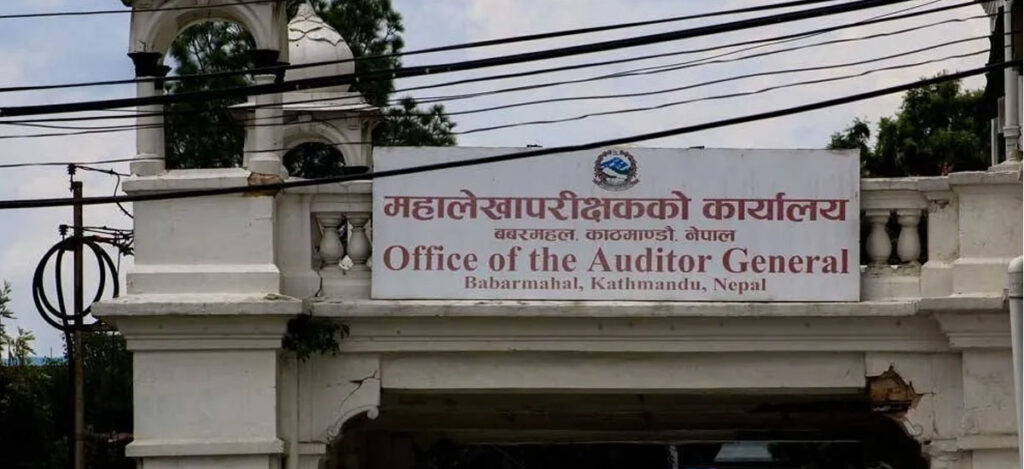 महालेखापरीक्षकको कार्यालय
बबरमहल, काठमाण्डौ, नेपाल
Office of the Auditor General
Babarmahal, Kathmandu, Nepal